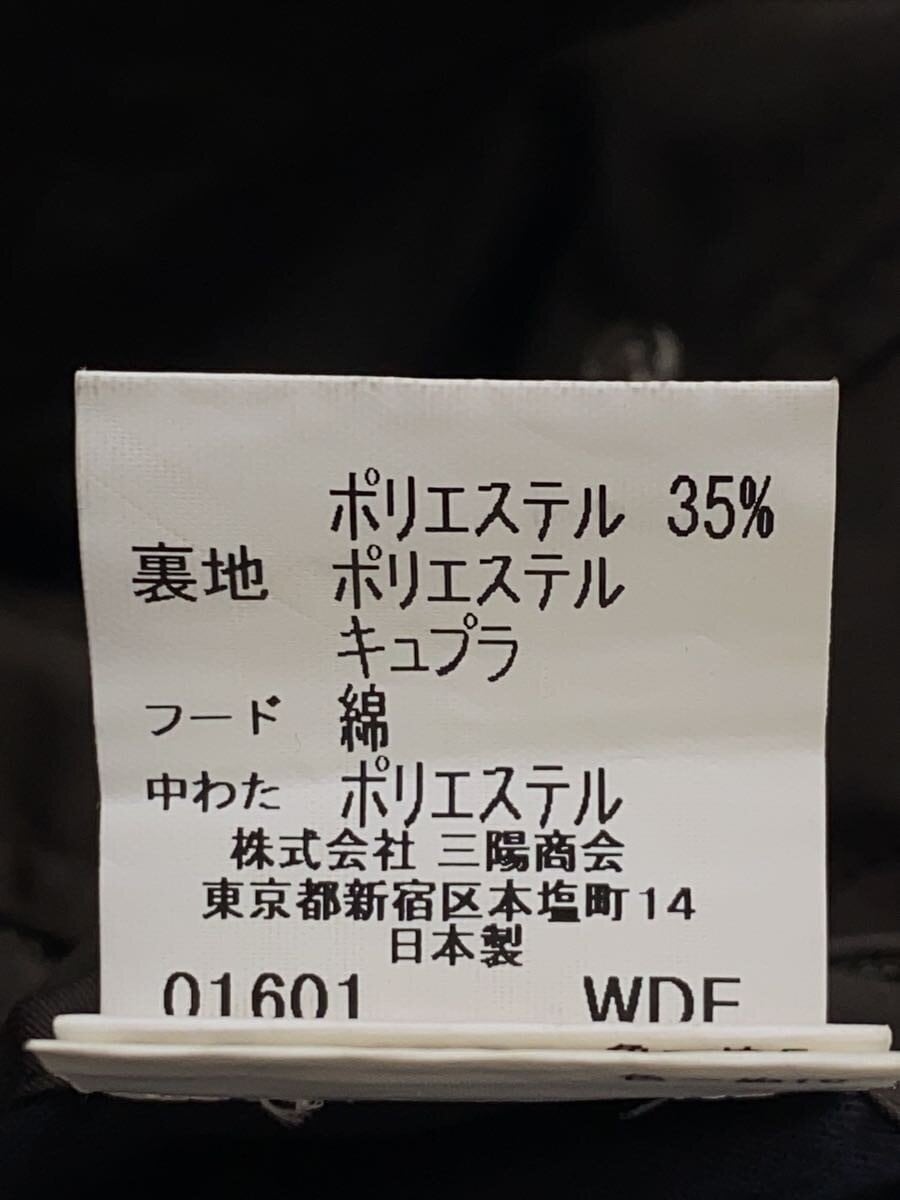 ポリエステル 35%
裏地 ポリエステル
キュプラ
フード 綿
中わた ポリエステル
株式会社 三陽商会
東京都新宿区本塩町14
日本製
01601